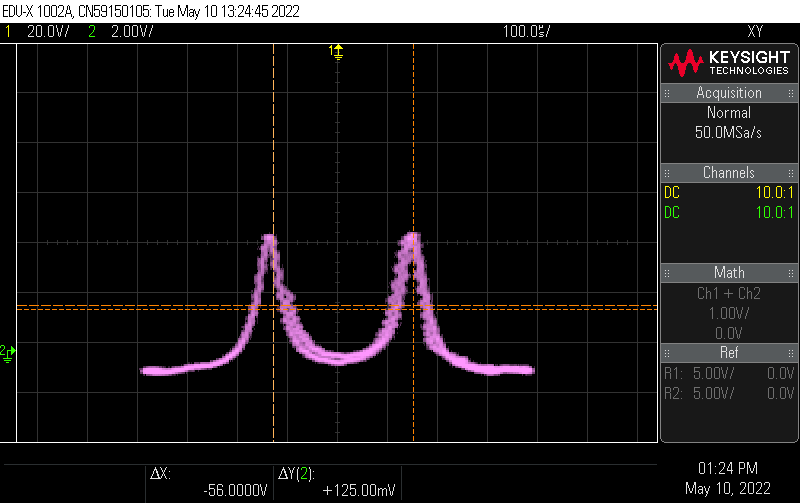 EDU-X 1002A, CN59150105: Tue May 10 13:24:45 2022
1 20.0V/ 2 2.00V/ 100.0s/ XY
1
KEYSIGHT
TECHNOLOGIES
Acquisition
Normal
50.0MSa/s
Channels
DC 10.0:1
DC 10.0:1
Math
Ch1 + Ch2
1.00V/
0.0V
2
Ref
R1: 5.00V/ 0.0V
R2: 5.00V/ 0.0V
ΔX:
-56.0000V
ΔY(2):
+125.00mV
01:24 PM
May 10, 2022